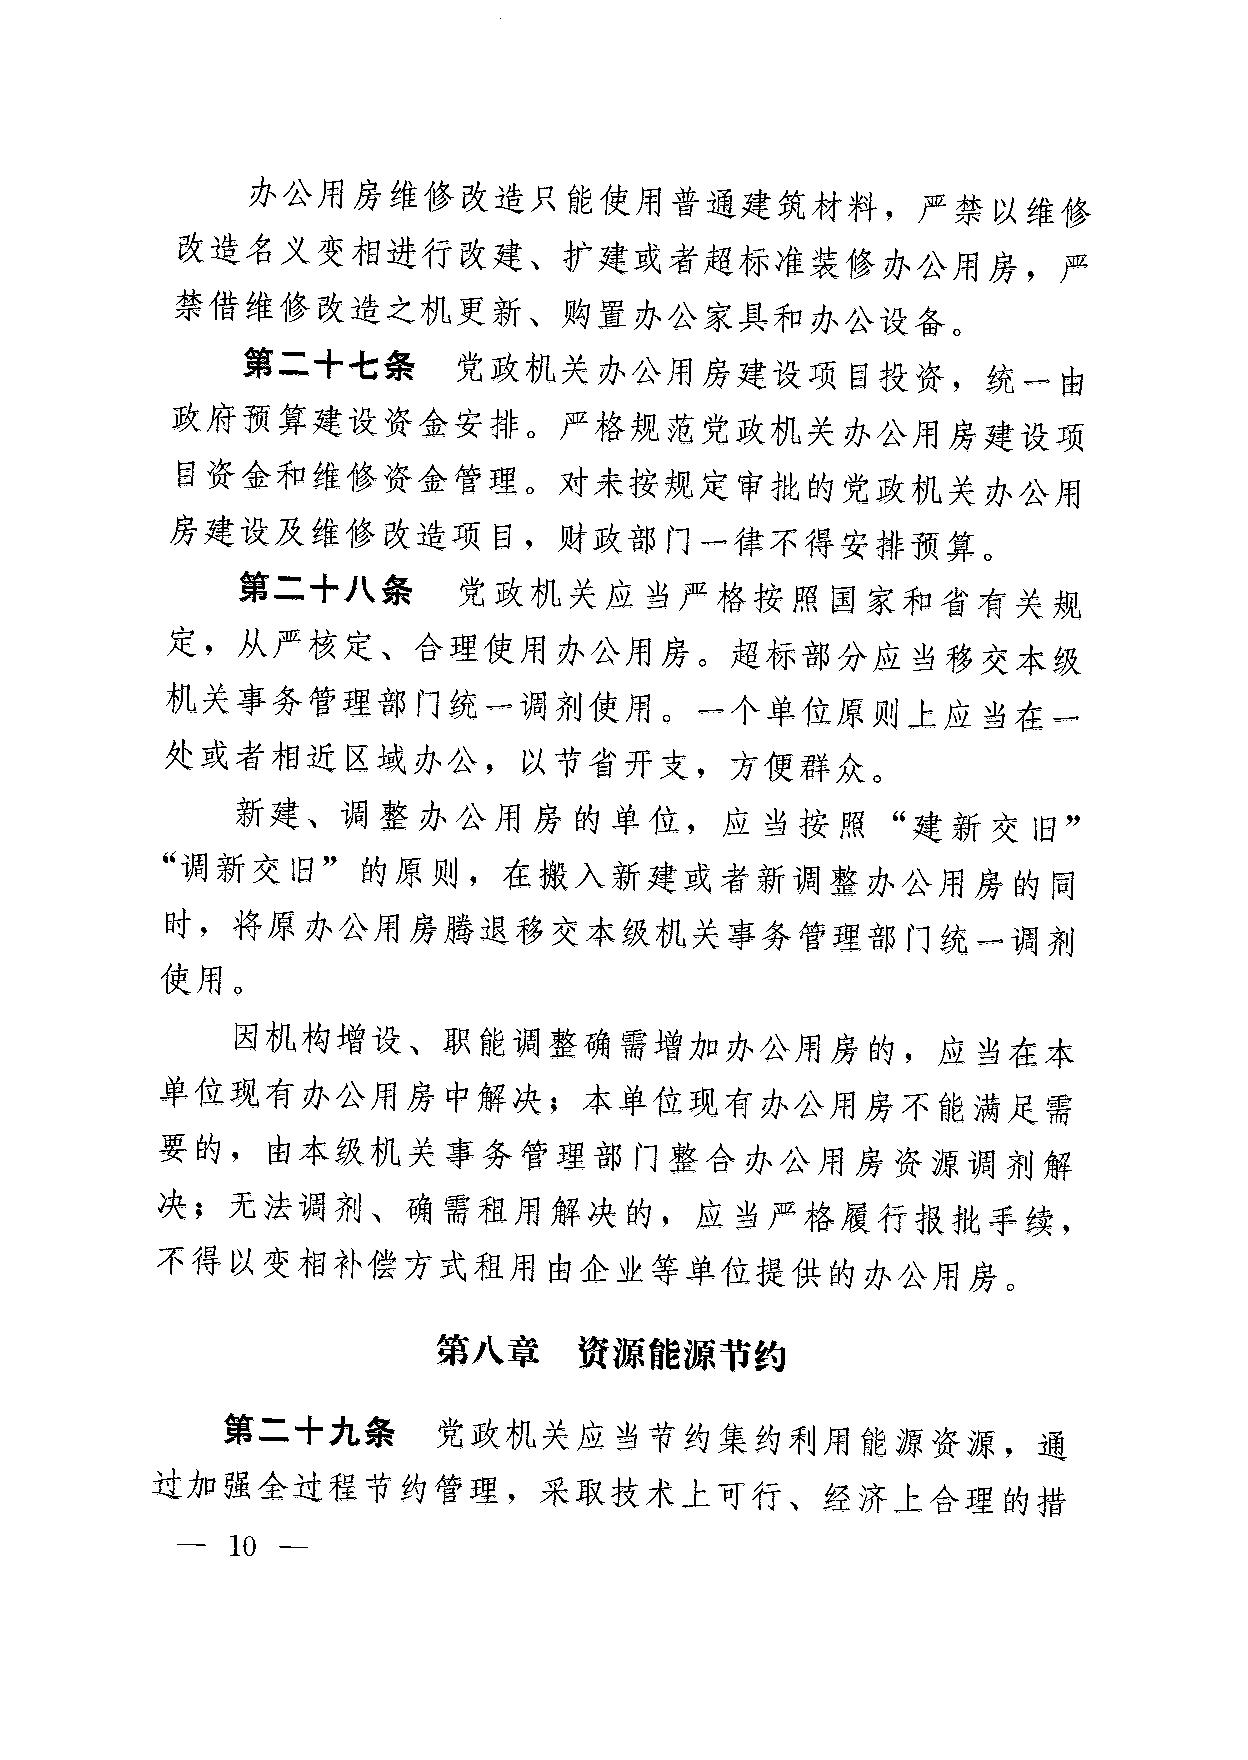 办公用房维修改造只能使用普通建筑材料，严禁以维修
改造名义变相进行改建、扩建或者超标准装修办公用房，严
禁借维修改造之机更新、购置办公家具和办公设备。
第二十七条　党政机关办公用房建设项目投资，统一由
政府预算建设资金安排。严格规范党政机关办公用房建设项
目资金和维修资金管理。对未按规定审批的党政机关办公用
房建设及维修改造项目，财政部门一律不得安排预算。
第二十八条　党政机关应当严格按照国家和省有关规
定，从严核定、合理使用办公用房。超标部分应当移交本级
机关事务管理部门统一调剂使用。一个单位原则上应当在一
处或者相近区域办公，以节省开支，方便群众。
新建、调整办公用房的单位，应当按照“建新交旧”
“调新交旧”的原则，在搬入新建或者新调整办公用房的同
时，将原办公用房腾退移交本级机关事务管理部门统一调剂
使用。
因机构增设、职能调整确需增加办公用房的，应当在本
单位现有办公用房中解决；本单位现有办公用房不能满足需
要的，由本级机关事务管理部门整合办公用房资源调剂解
决；无法调剂、确需租用解决的，应当严格履行报批手续，
不得以变相补偿方式租用由企业等单位提供的办公用房。
第八章　资源能源节约
第二十九条　党政机关应当节约集约利用能源资源，通
过加强全过程节约管理，采取技术上可行、经济上合理的措
— 10 —